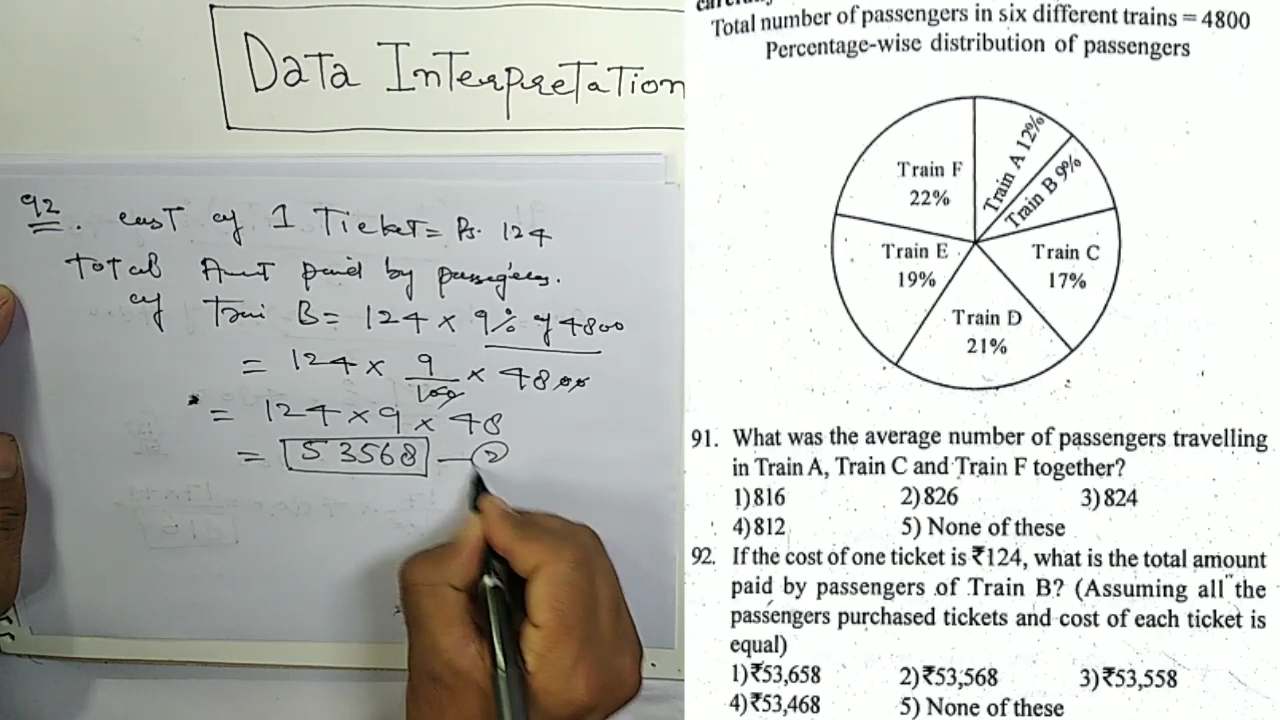 Data Interpretation
92. cost of 1 Ticket = Rs. 124
Total Amt paid by passegers.
of Train B = 124 × 9% of 4800
= 124 × 9/100 × 4800
= 124 × 9 × 48
= 53568 — 2
Total number of passengers in six different trains = 4800
Percentage-wise distribution of passengers
Train A 12%
Train B 9%
Train F
22%
Train E
19%
Train C
17%
Train D
21%
91. What was the average number of passengers travelling
in Train A, Train C and Train F together?
1) 816 2) 826 3) 824
4) 812 5) None of these
92. If the cost of one ticket is ₹124, what is the total amount
paid by passengers of Train B? (Assuming all the
passengers purchased tickets and cost of each ticket is
equal)
1) ₹53,658 2) ₹53,568 3) ₹53,558
4) ₹53,468 5) None of these